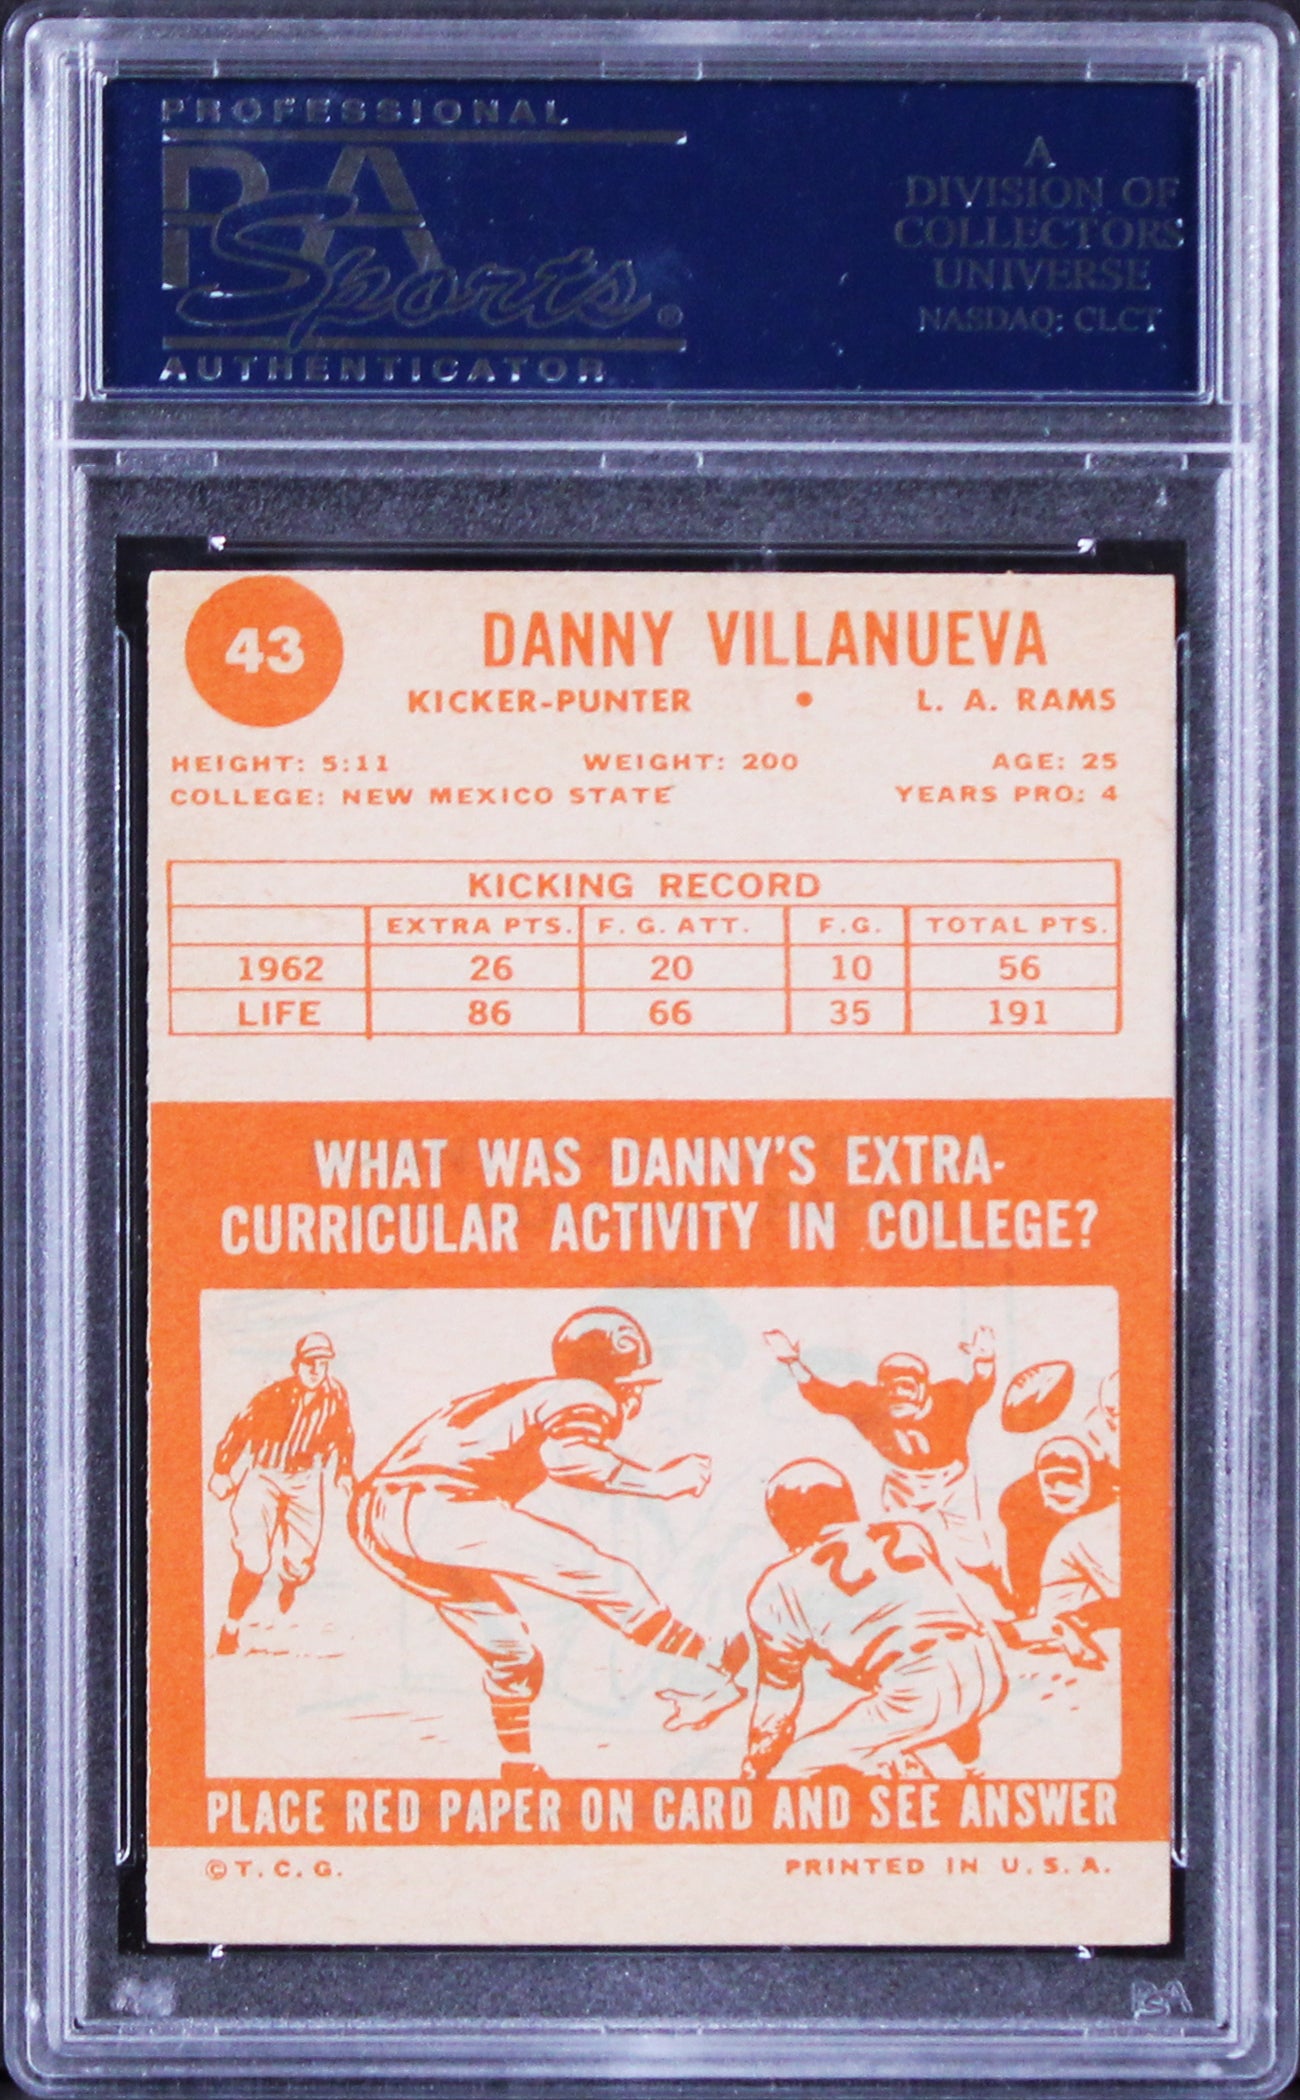 PROFESSIONAL
PSA
Sports®
AUTHENTICATOR
A
DIVISION OF
COLLECTORS
UNIVERSE
NASDAQ: CLCT
43
DANNY VILLANUEVA
KICKER-PUNTER • L. A. RAMS
HEIGHT: 5:11 WEIGHT: 200 AGE: 25
COLLEGE: NEW MEXICO STATE YEARS PRO: 4
KICKING RECORD
EXTRA PTS. F. G. ATT. F.G. TOTAL PTS.
1962 26 20 10 56
LIFE 86 66 35 191
WHAT WAS DANNY'S EXTRA-
CURRICULAR ACTIVITY IN COLLEGE?
22
PLACE RED PAPER ON CARD AND SEE ANSWER
© T. C. G. PRINTED IN U. S. A.
PSA